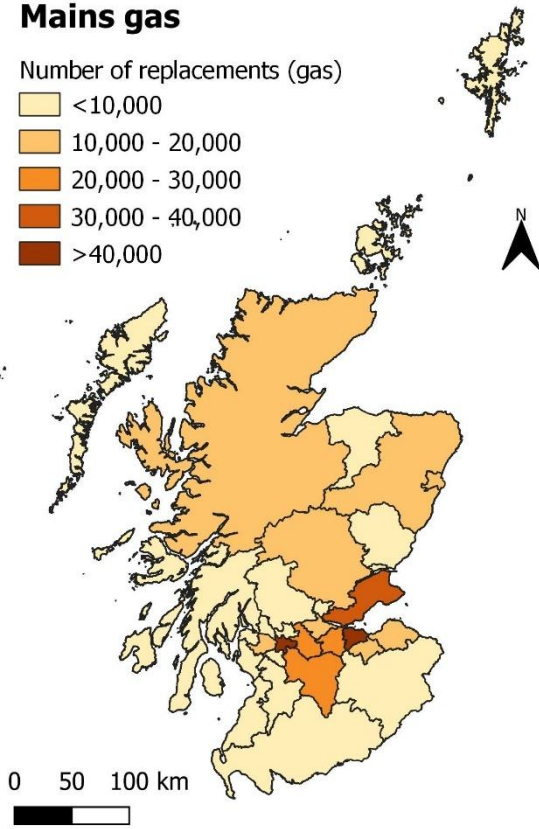 Mains gas
Number of replacements (gas)
<10,000
10,000 - 20,000
20,000 - 30,000
30,000 - 40,000
>40,000
N
0 50 100 km